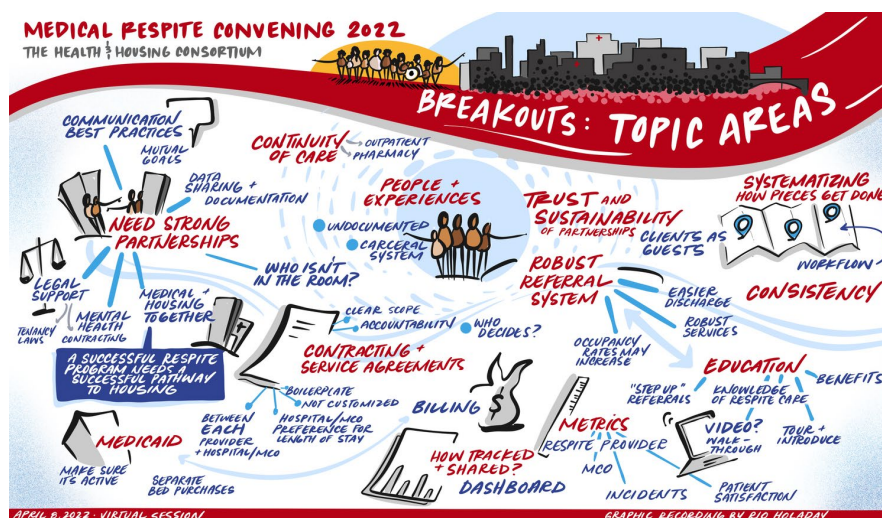 MEDICAL RESPITE CONVENING 2022
THE HEALTH & HOUSING CONSORTIUM
BREAKOUTS: TOPIC AREAS
COMMUNICATION
BEST PRACTICES
MUTUAL
GOALS
DATA
SHARING +
DOCUMENTATION
NEED STRONG
PARTNERSHIPS
WHO ISN'T
IN THE ROOM?
LEGAL
SUPPORT
TENANCY
LAWS
MENTAL
HEALTH
CONTRACTING
MEDICAL +
HOUSING
TOGETHER
A SUCCESSFUL RESPITE
PROGRAM NEEDS A
SUCCESSFUL PATHWAY
TO HOUSING
MEDICAID
MAKE SURE
ITS ACTIVE
SEPARATE
BED PURCHASES
CONTINUITY
OF CARE
OUTPATIENT
PHARMACY
PEOPLE +
EXPERIENCES
UNDOCUMENTED
CARCERAL
SYSTEM
WHO
DECIDES?
CLEAR SCOPE
ACCOUNTABILITY
CONTRACTING +
SERVICE AGREEMENTS
BOILERPLATE
NOT CUSTOMIZED
BETWEEN
EACH
PROVIDER
+ HOSPITAL/MCO
HOSPITAL/MCO
PREFERENCE FOR
LENGTH OF STAY
BILLING
HOW TRACKED
+ SHARED?
DASHBOARD
TRUST AND
SUSTAINABILITY
OF PARTNERSHIPS
ROBUST
REFERRAL
SYSTEM
CLIENTS AS
GUESTS
EASIER
DISCHARGE
ROBUST
SERVICES
OCCUPANCY
RATES MAY
INCREASE
SYSTEMATIZING
HOW PIECES GET DONE
WORKFLOW
CONSISTENCY
EDUCATION
"STEP UP"
REFERRALS
KNOWLEDGE
OF RESPITE CARE
BENEFITS
VIDEO?
WALK-
THROUGH
TOUR +
INTRODUCE
METRICS
RESPITE PROVIDER
MCO
INCIDENTS
PATIENT
SATISFACTION
APRIL 8, 2022 · VIRTUAL SESSION
GRAPHIC RECORDING BY RIO HOLADAY